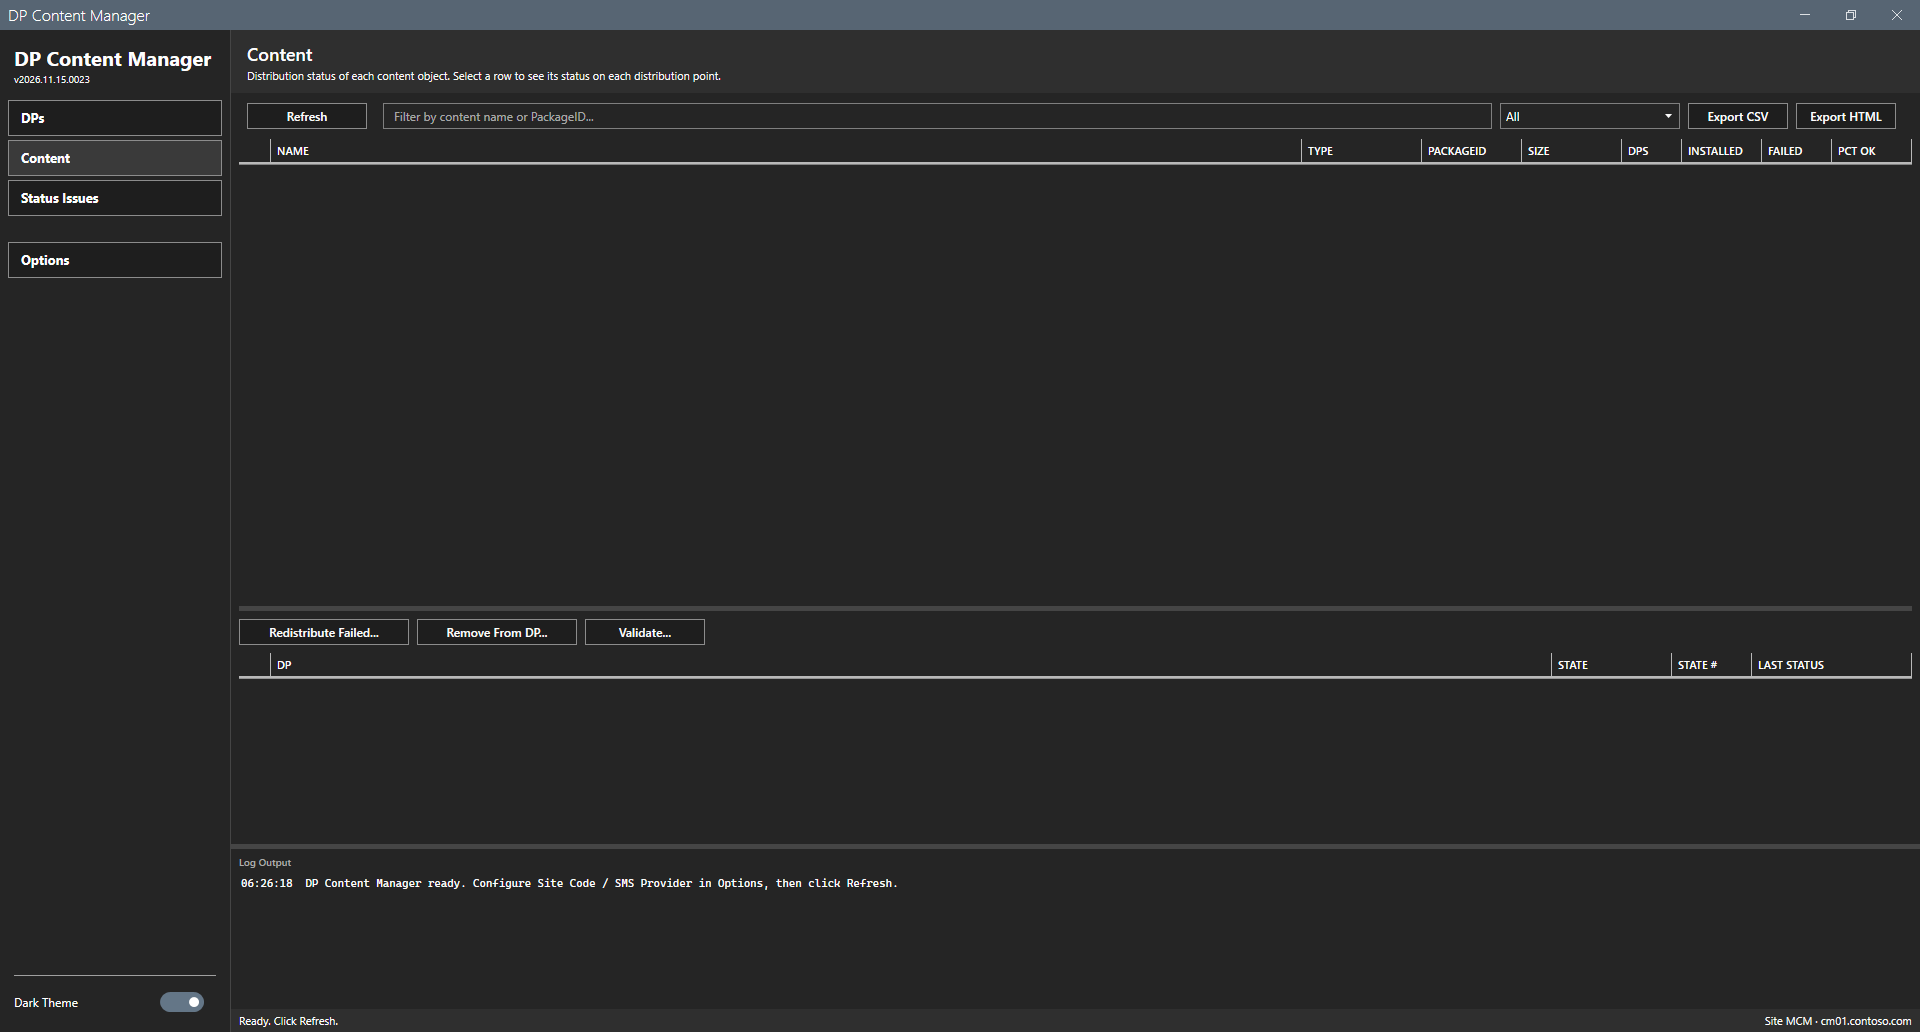 DP Content Manager
DP Content Manager
v2026.11.15.0023
DPs
Content
Status Issues
Options
Dark Theme
Content
Distribution status of each content object. Select a row to see its status on each distribution point.
Refresh
Filter by content name or PackageID...
All
Export CSV
Export HTML
NAME TYPE PACKAGEID SIZE DPS INSTALLED FAILED PCT OK
Redistribute Failed...
Remove From DP...
Validate...
DP STATE STATE # LAST STATUS
Log Output
06:26:18 DP Content Manager ready. Configure Site Code / SMS Provider in Options, then click Refresh.
Ready. Click Refresh.
Site MCM · cm01.contoso.com